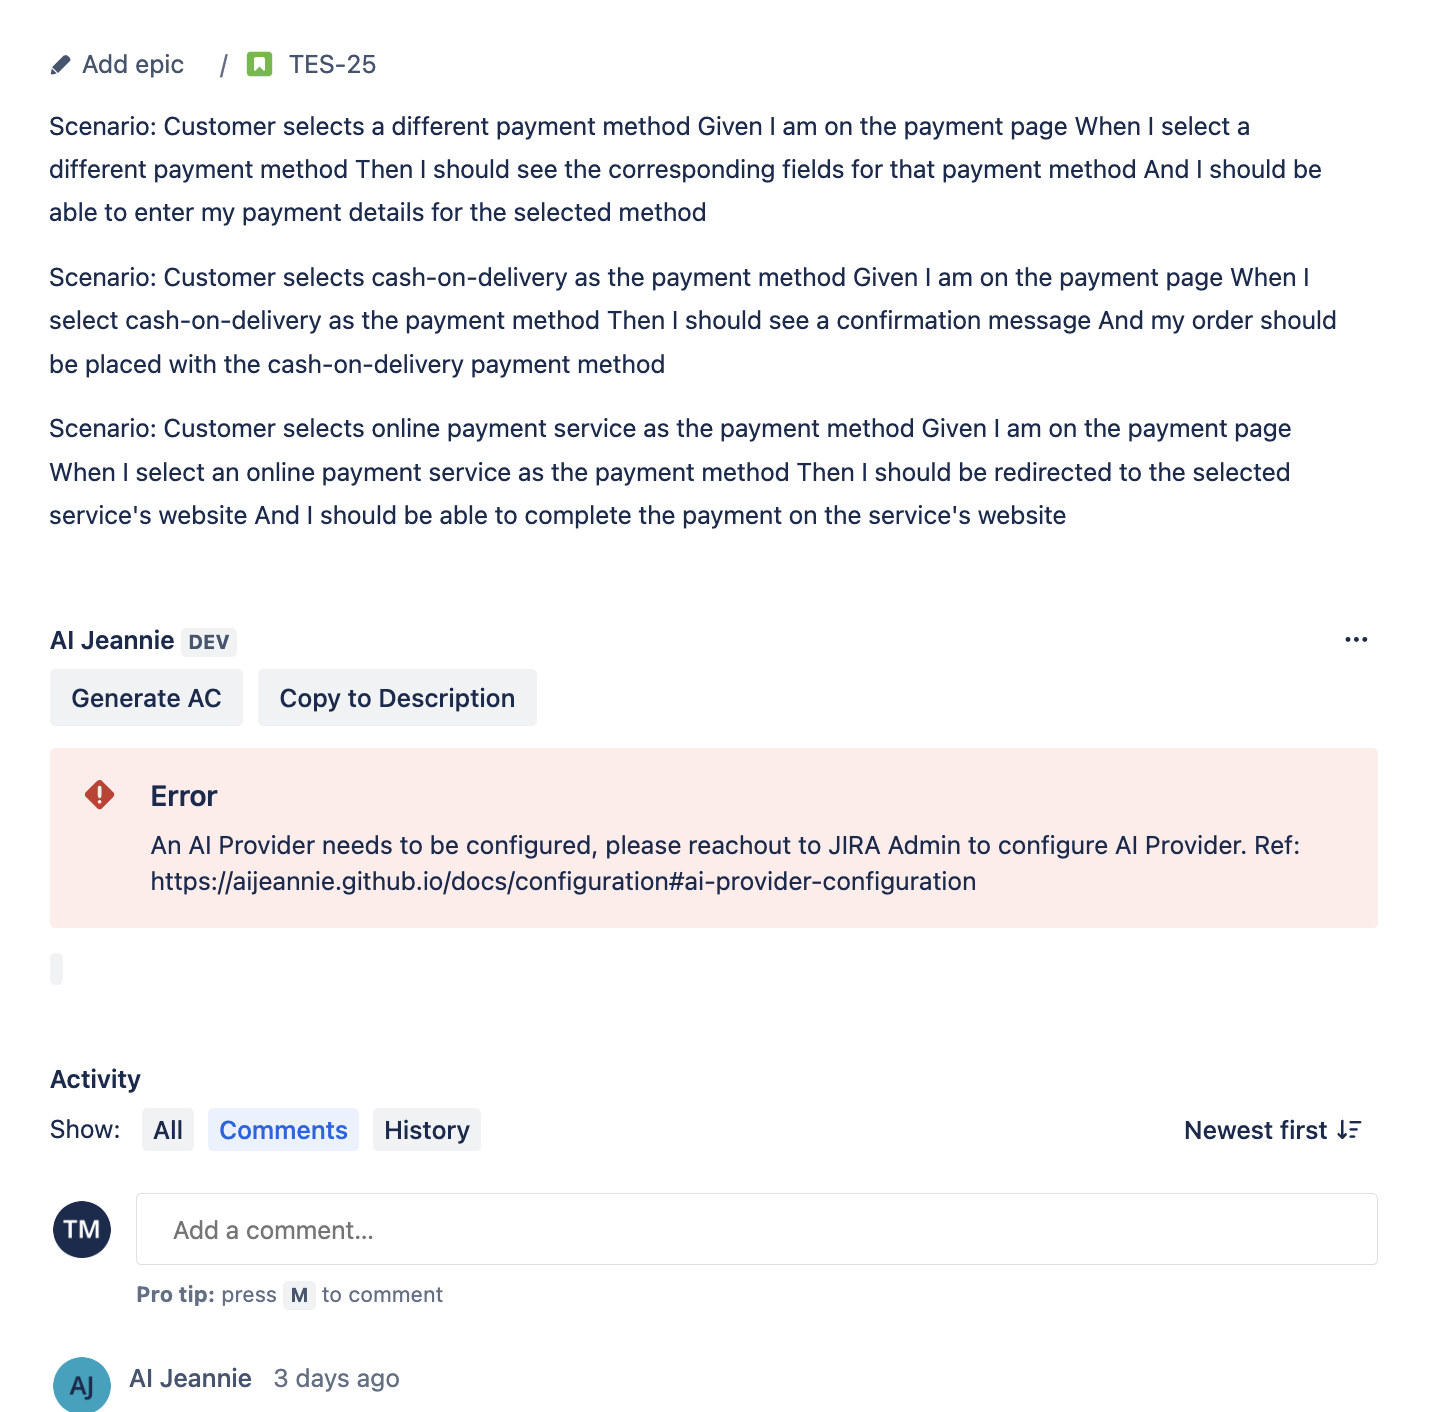 Add epic / TES-25
Scenario: Customer selects a different payment method Given I am on the payment page When I select a
different payment method Then I should see the corresponding fields for that payment method And I should be
able to enter my payment details for the selected method
Scenario: Customer selects cash-on-delivery as the payment method Given I am on the payment page When I
select cash-on-delivery as the payment method Then I should see a confirmation message And my order should
be placed with the cash-on-delivery payment method
Scenario: Customer selects online payment service as the payment method Given I am on the payment page
When I select an online payment service as the payment method Then I should be redirected to the selected
service's website And I should be able to complete the payment on the service's website
AI Jeannie DEV
Generate AC Copy to Description
Error
An AI Provider needs to be configured, please reachout to JIRA Admin to configure AI Provider. Ref:
https://aijeannie.github.io/docs/configuration#ai-provider-configuration
Activity
Show: All Comments History Newest first
TM Add a comment...
Pro tip: press M to comment
AJ AI Jeannie 3 days ago